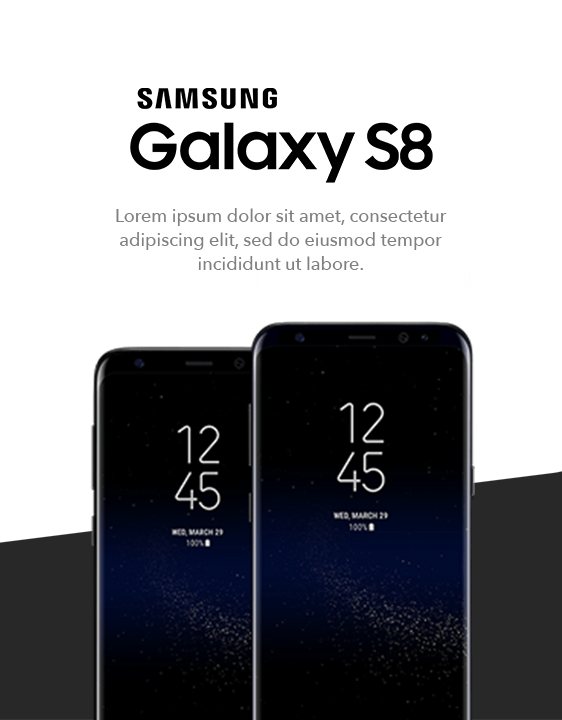 SAMSUNG
Galaxy S8
Lorem ipsum dolor sit amet, consectetur
adipiscing elit, sed do eiusmod tempor
incididunt ut labore.
12
45
WED, MARCH 29
100%
12
45
WED, MARCH 29
100%